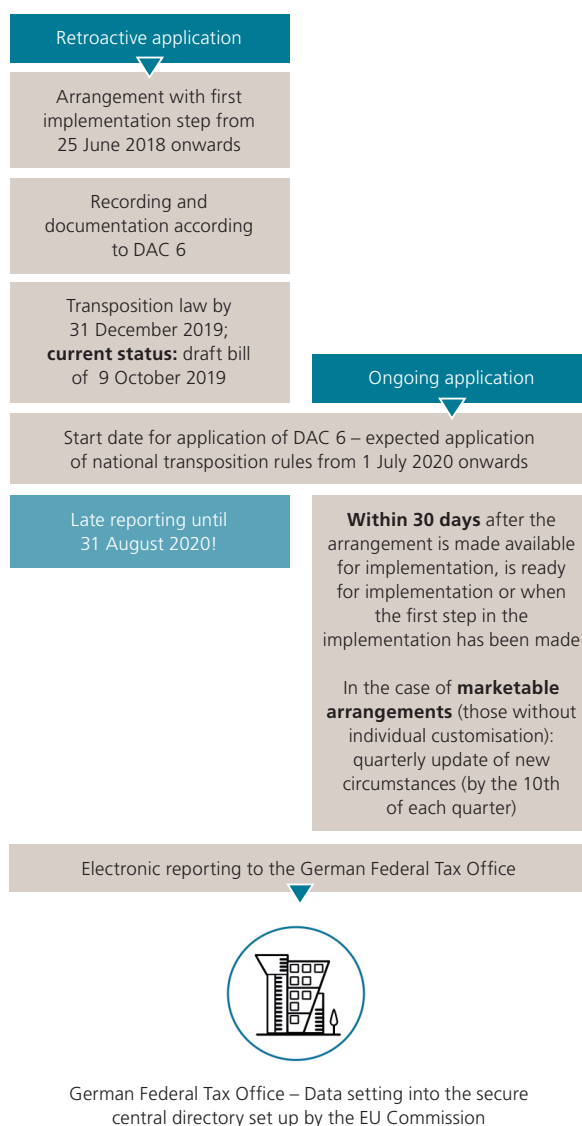 Retroactive application
Arrangement with first
implementation step from
25 June 2018 onwards
Recording and
documentation according
to DAC 6
Transposition law by
31 December 2019;
current status: draft bill
of 9 October 2019
Ongoing application
Start date for application of DAC 6 – expected application
of national transposition rules from 1 July 2020 onwards
Late reporting until
31 August 2020!
Within 30 days after the
arrangement is made available
for implementation, is ready
for implementation or when
the first step in the
implementation has been made
In the case of marketable
arrangements (those without
individual customisation):
quarterly update of new
circumstances (by the 10th
of each quarter)
Electronic reporting to the German Federal Tax Office
German Federal Tax Office – Data setting into the secure
central directory set up by the EU Commission